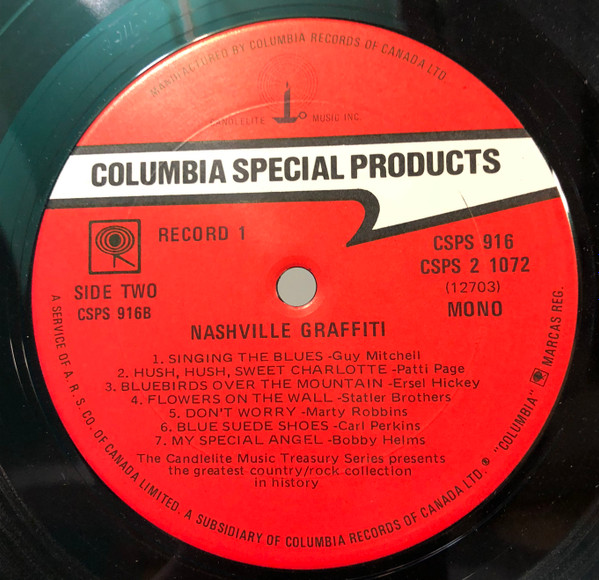 MANUFACTURED BY COLUMBIA RECORDS OF CANADA LTD.
CANDLELITE MUSIC INC.
COLUMBIA SPECIAL PRODUCTS
RECORD 1
SIDE TWO
CSPS 916B
CSPS 916
CSPS 2 1072
(12703)
MONO
NASHVILLE GRAFFITI
1. SINGING THE BLUES -Guy Mitchell
2. HUSH, HUSH, SWEET CHARLOTTE -Patti Page
3. BLUEBIRDS OVER THE MOUNTAIN -Ersel Hickey
4. FLOWERS ON THE WALL -Statler Brothers
5. DON'T WORRY -Marty Robbins
6. BLUE SUEDE SHOES -Carl Perkins
7. MY SPECIAL ANGEL -Bobby Helms
The Candlelite Music Treasury Series presents
the greatest country/rock collection
in history
A SERVICE OF A. R. S. CO. OF CANADA LIMITED. A SUBSIDIARY OF COLUMBIA RECORDS OF CANADA LTD.® "COLUMBIA" MARCAS REG.